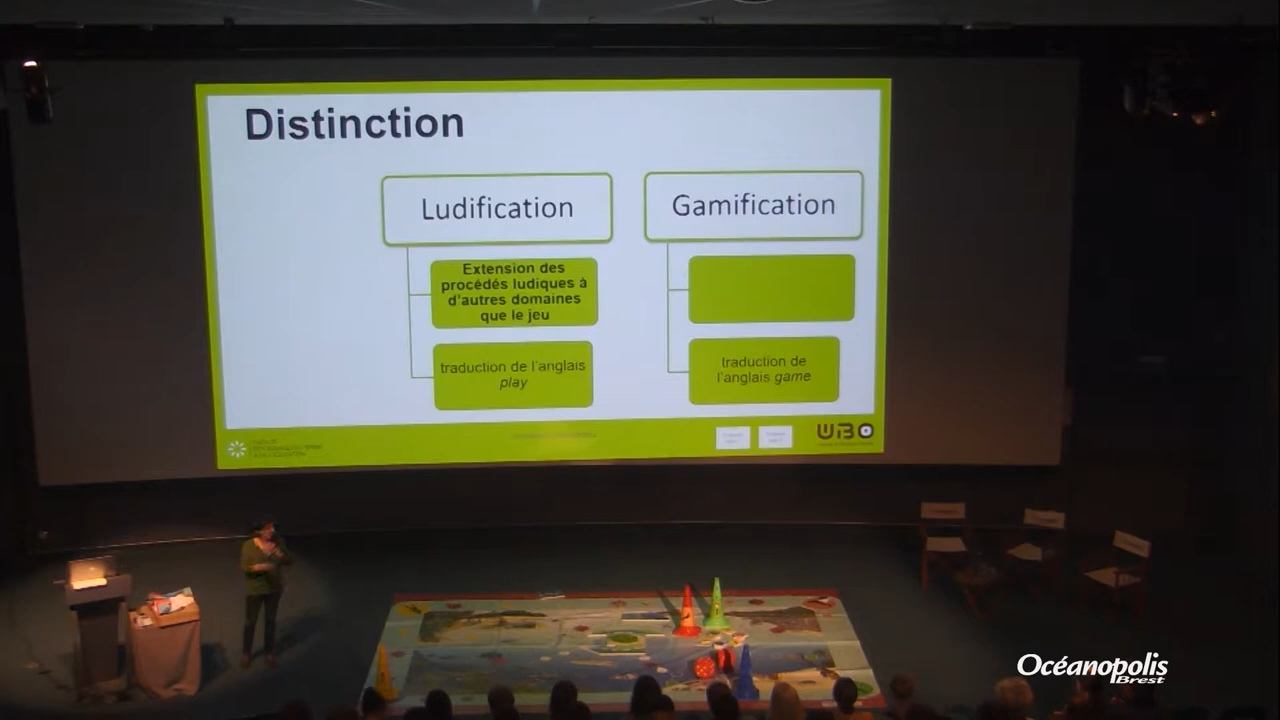 Distinction
Ludification
Gamification
Extension des
procédés ludiques à
d'autres domaines
que le jeu
traduction de l'anglais
play
traduction de
l'anglais game
UBO
Océanopolis
Brest